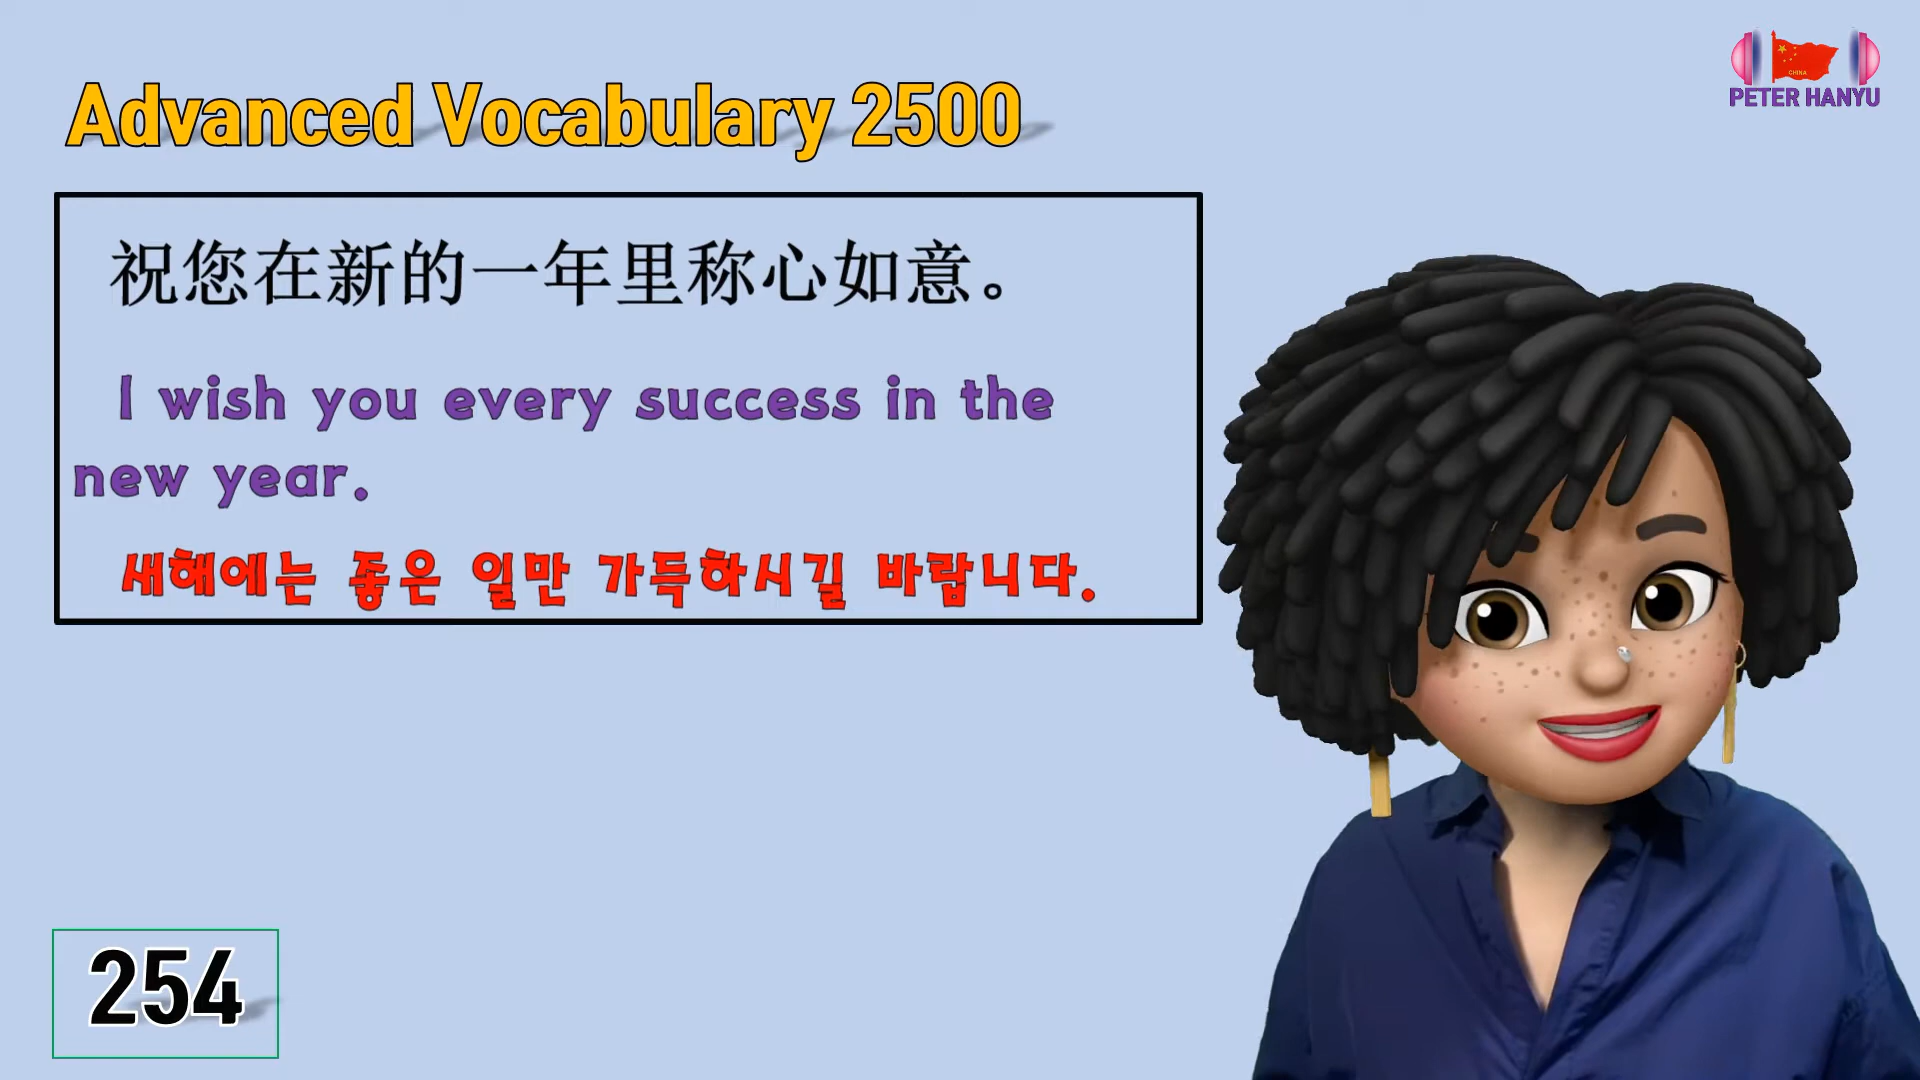 Advanced Vocabulary 2500
CHINA
PETER HANYU
祝您在新的一年里称心如意。
I wish you every success in the
new year.
새해에는 좋은 일만 가득하시길 바랍니다.
254